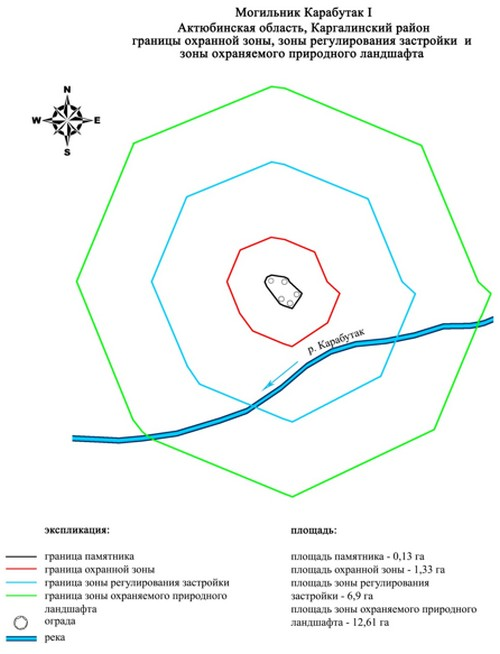 Могильник Карабутак I
Актюбинская область, Каргалинский район
границы охранной зоны, зоны регулирования застройки и
зоны охраняемого природного ландшафта
N
W E
S
р. Карабутак
экспликация:
граница памятника
граница охранной зоны
граница зоны регулирования застройки
граница зоны охраняемого природного
ландшафта
ограда
река
площадь:
площадь памятника - 0,13 га
площадь охранной зоны - 1,33 га
площадь зоны регулирования
застройки - 6,9 га
площадь зоны охраняемого природного
ландшафта - 12,61 га